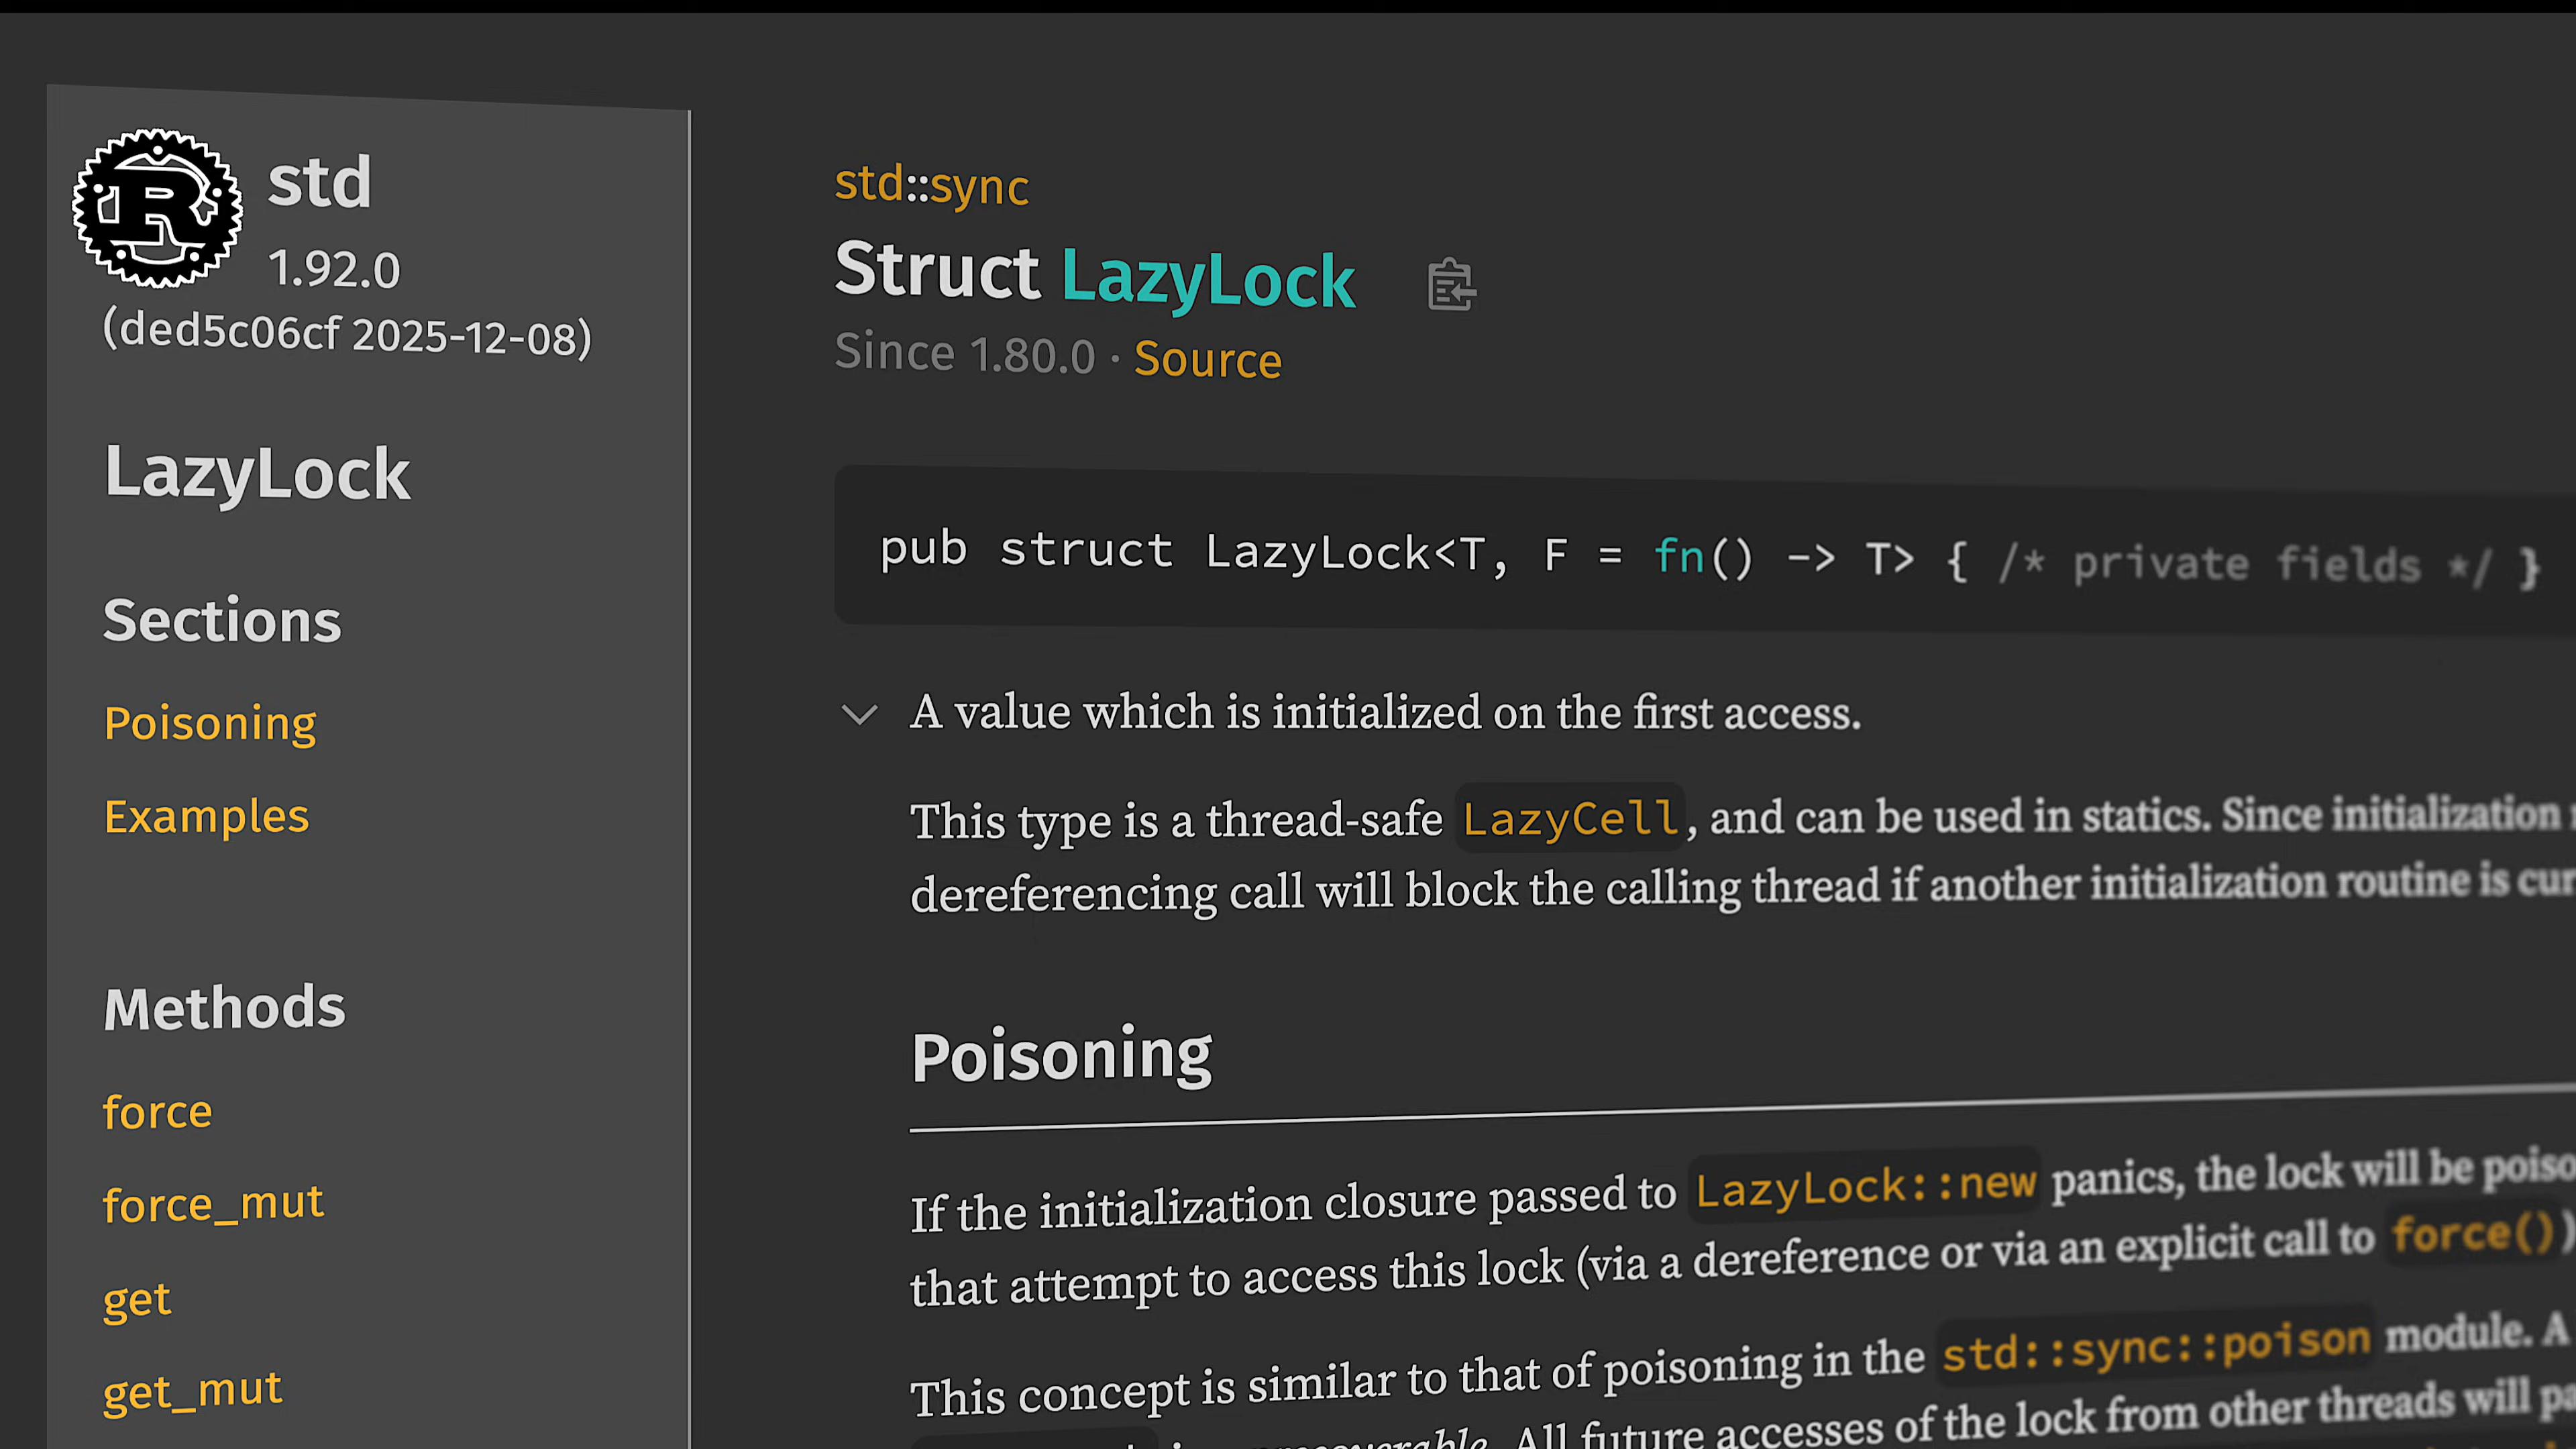 std
1.92.0
(ded5c06cf 2025-12-08)
LazyLock
Sections
Poisoning
Examples
Methods
force
force_mut
get
get_mut
std::sync
Struct LazyLock
Since 1.80.0 · Source
pub struct LazyLock<T, F = fn() -> T> { /* private fields */ }
A value which is initialized on the first access.
This type is a thread-safe LazyCell, and can be used in statics. Since initialization
dereferencing call will block the calling thread if another initialization routine is cur
Poisoning
If the initialization closure passed to LazyLock::new panics, the lock will be poiso
that attempt to access this lock (via a dereference or via an explicit call to force())
This concept is similar to that of poisoning in the std::sync::poison module. A
All future accesses of the lock from other threads will pa